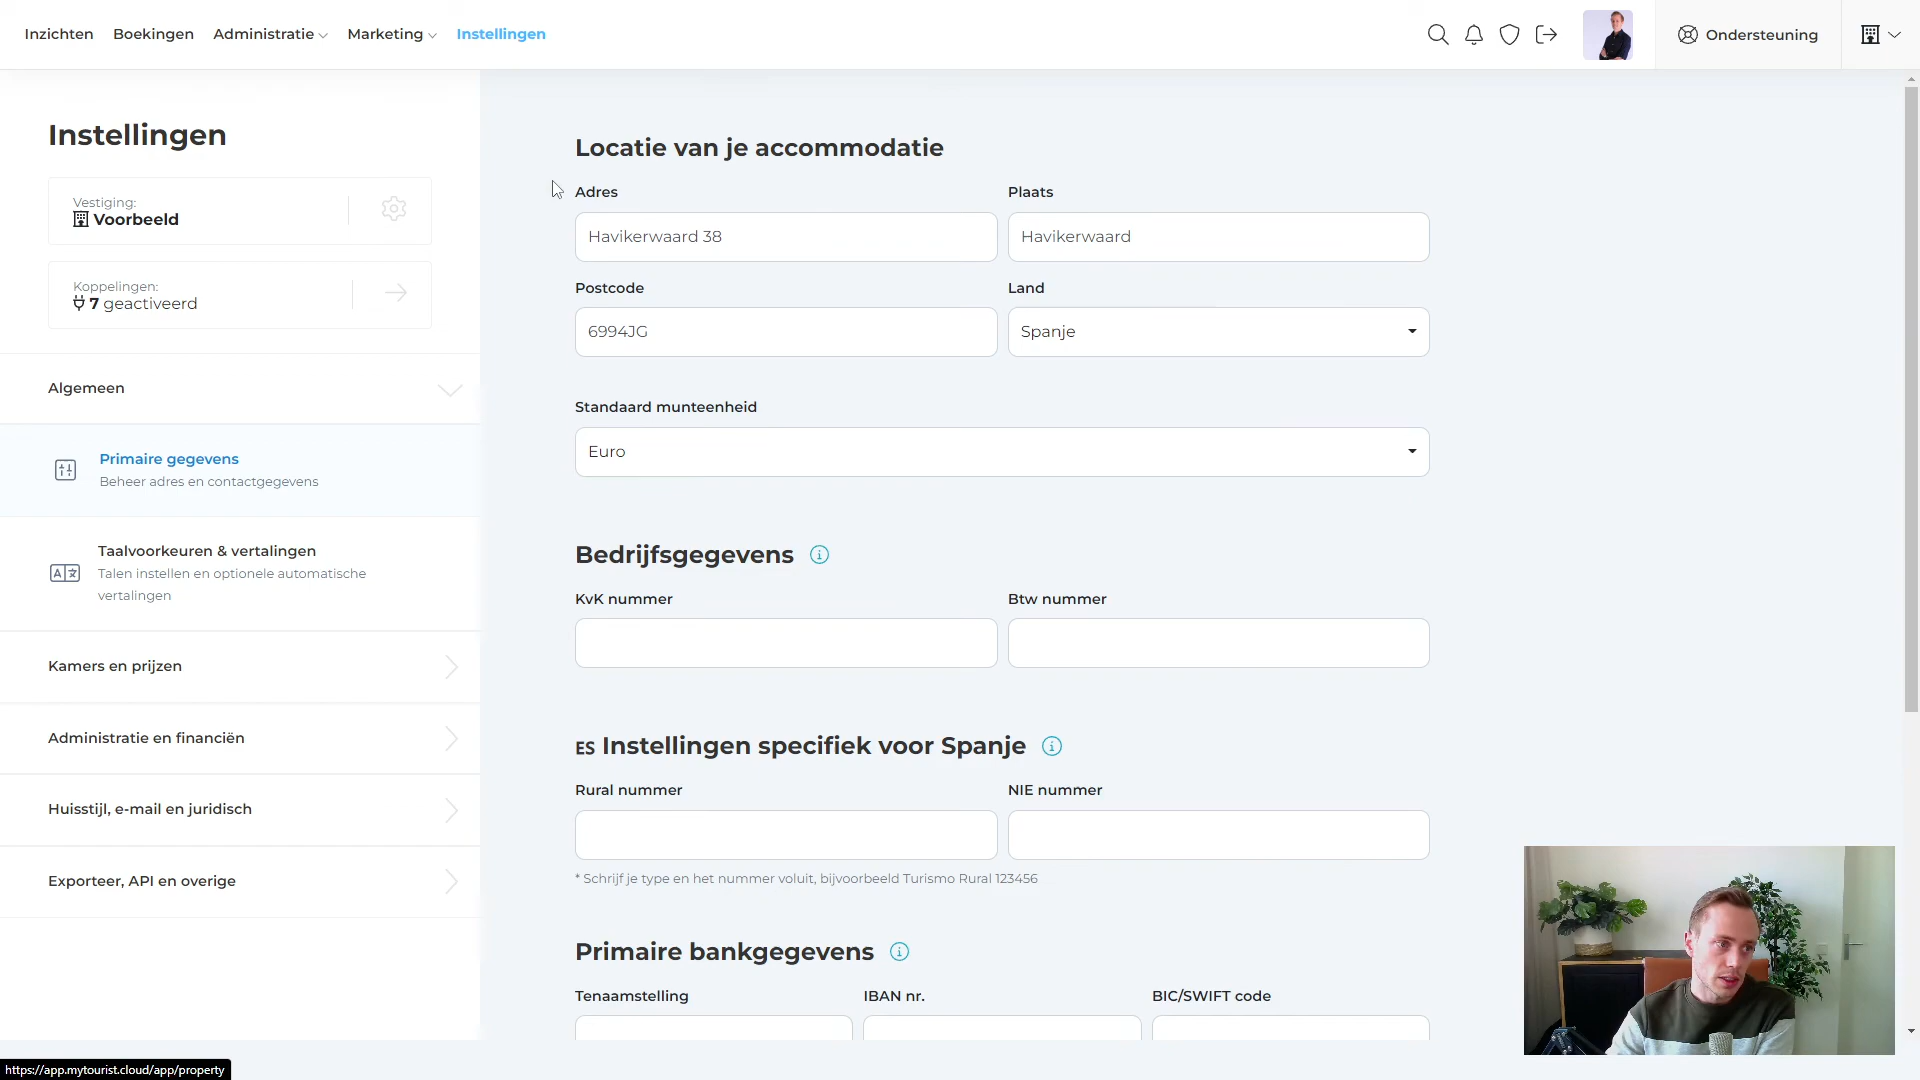 Inzichten
Boekingen
Administratie
Marketing
Instellingen
Ondersteuning
Instellingen
Vestiging:
Voorbeeld
Koppelingen:
7 geactiveerd
Algemeen
Primaire gegevens
Beheer adres en contactgegevens
Taalvoorkeuren & vertalingen
Talen instellen en optionele automatische
vertalingen
Kamers en prijzen
Administratie en financiën
Huisstijl, e-mail en juridisch
Exporteer, API en overige
Locatie van je accommodatie
Adres
Plaats
Havikerwaard 38
Havikerwaard
Postcode
Land
6994JG
Spanje
Standaard munteenheid
Euro
Bedrijfsgegevens
KvK nummer
Btw nummer
ES Instellingen specifiek voor Spanje
Rural nummer
NIE nummer
* Schrijf je type en het nummer voluit, bijvoorbeeld Turismo Rural 123456
Primaire bankgegevens
Tenaamstelling
IBAN nr.
BIC/SWIFT code
https://app.mytourist.cloud/app/property